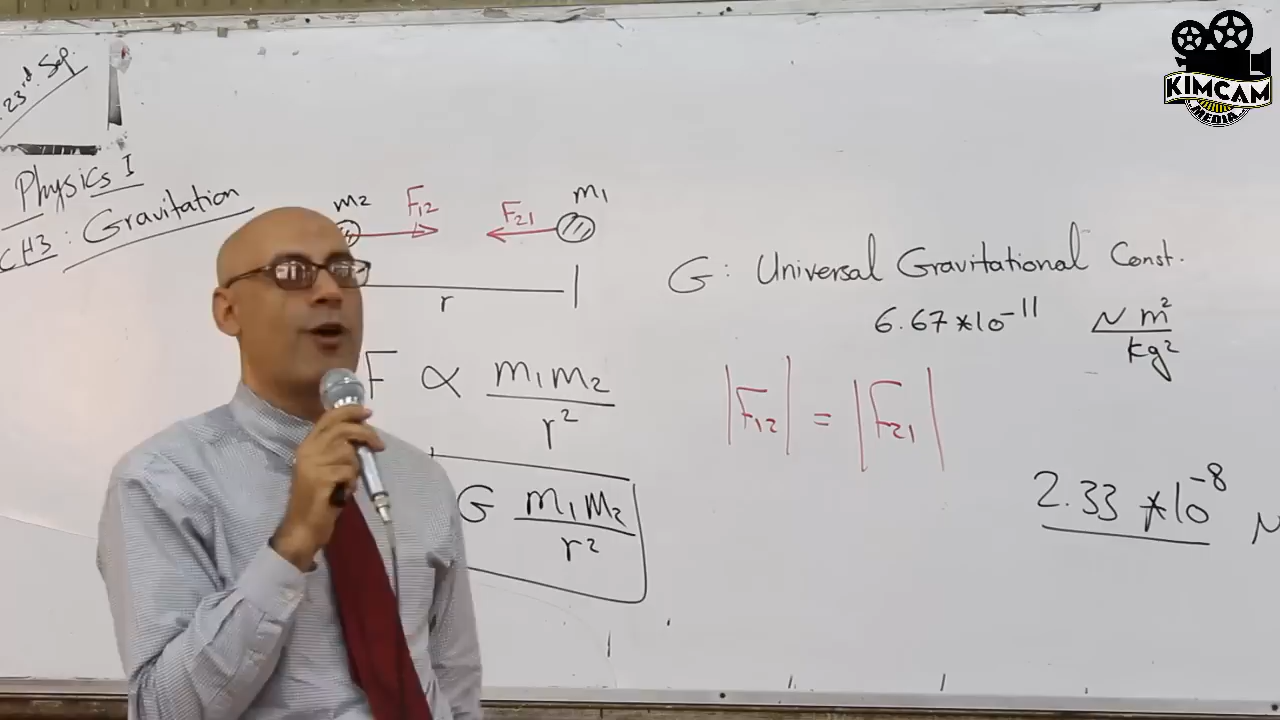 23rd. Sep.
Physics I
CH3: Gravitation
m2 F12 F21 m1
r
F ∝ m1m2 / r²
G m1m2 / r²
G: Universal Gravitational Const.
6.67*10⁻¹¹ N m² / kg²
|F12| = |F21|
2.33 *10⁻⁸ N
KIMCAM
MEDIA